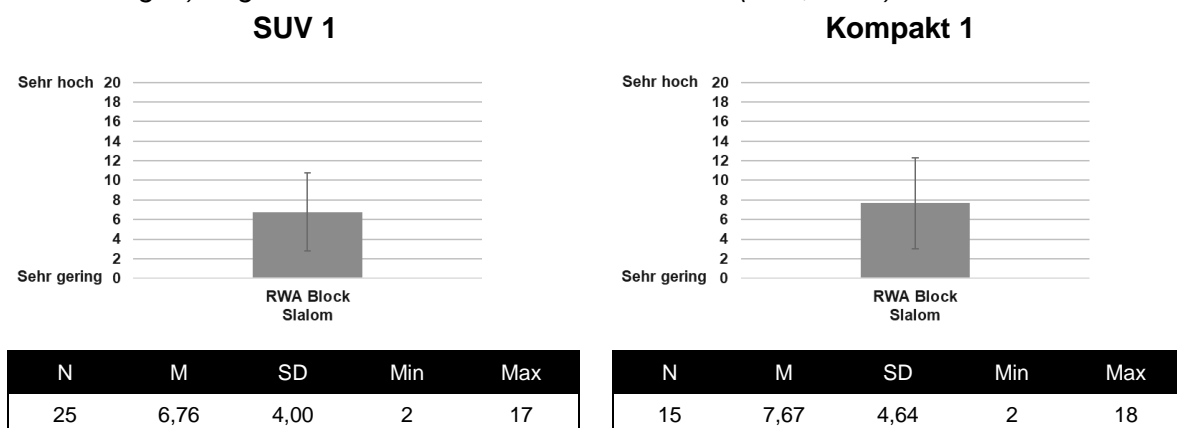 SUV 1
Sehr hoch 20
18
16
14
12
10
8
6
4
2
Sehr gering 0
RWA Block
Slalom
N M SD Min Max
25 6,76 4,00 2 17
Kompakt 1
Sehr hoch 20
18
16
14
12
10
8
6
4
2
Sehr gering 0
RWA Block
Slalom
N M SD Min Max
15 7,67 4,64 2 18